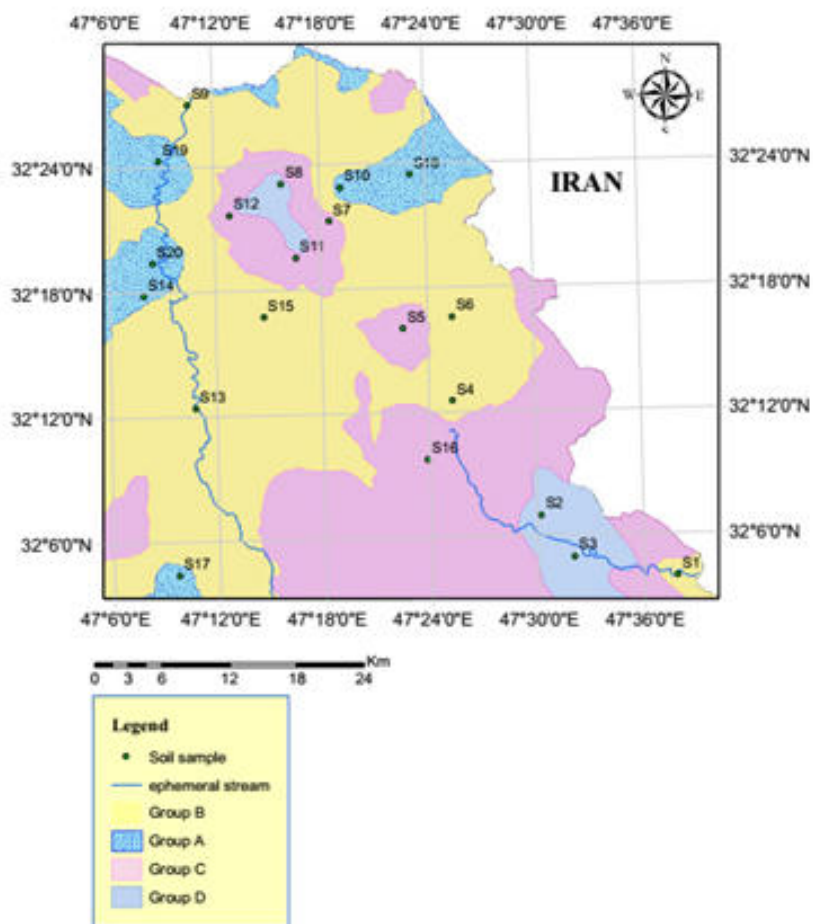 47°6'0"E 47°12'0"E 47°18'0"E 47°24'0"E 47°30'0"E 47°36'0"E
N
W E
S
S9
32°24'0"N S19 S8 S10 S18 32°24'0"N
IRAN
S12 S7
S20 S11
32°18'0"N S14 32°18'0"N
S15 S5 S6
S13 S4
32°12'0"N 32°12'0"N
S16
S2
32°6'0"N 32°6'0"N
S17 S3 S1
47°6'0"E 47°12'0"E 47°18'0"E 47°24'0"E 47°30'0"E 47°36'0"E
Km
0 3 6 12 18 24
Legend
Soil sample
ephemeral stream
Group B
Group A
Group C
Group D